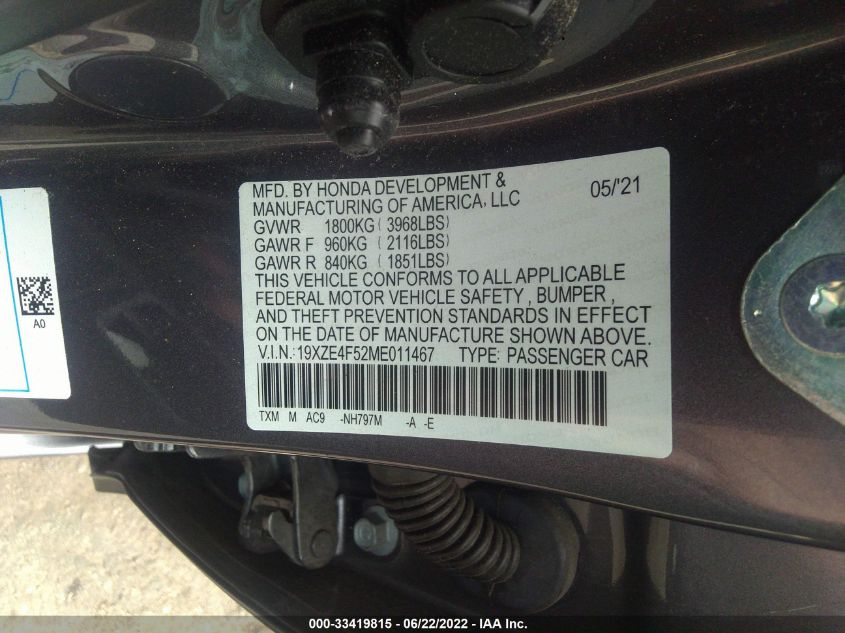 MFD. BY HONDA DEVELOPMENT & MANUFACTURING OF AMERICA, LLC 05/'21
GVWR 1800KG ( 3968LBS)
GAWR F 960KG ( 2116LBS)
GAWR R 840KG ( 1851LBS)
THIS VEHICLE CONFORMS TO ALL APPLICABLE
FEDERAL MOTOR VEHICLE SAFETY , BUMPER ,
AND THEFT PREVENTION STANDARDS IN EFFECT
ON THE DATE OF MANUFACTURE SHOWN ABOVE.
V.I.N.: 19XZE4F52ME011467 TYPE: PASSENGER CAR
TXM M AC9 -NH797M -A -E
A0
000-33419815 - 06/22/2022 - IAA Inc.